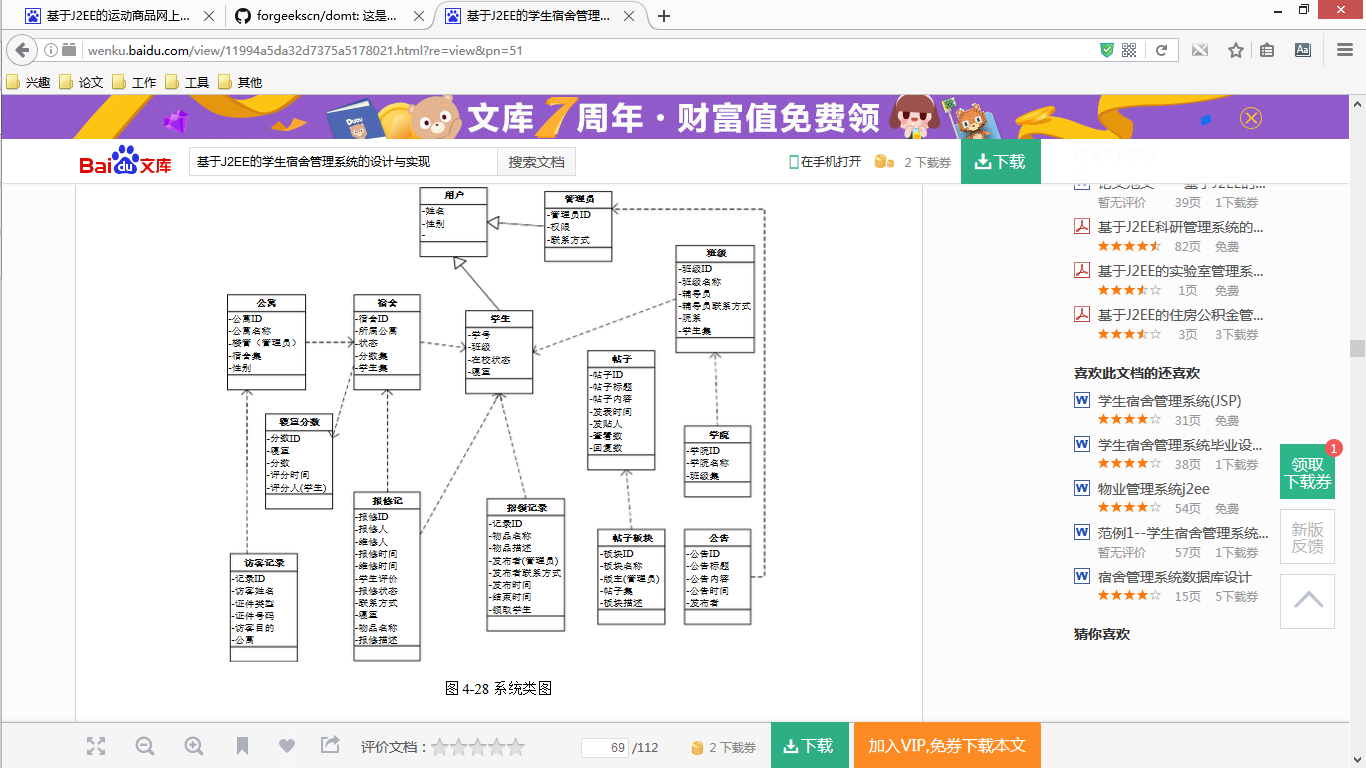 基于J2EE的运动商品网上...
forgeekscn/domt: 这是...
基于J2EE的学生宿舍管理...
wenku.baidu.com/view/11994a5da32d7375a5178021.html?re=view&pn=51
兴趣 论文 工作 工具 其他
文库7周年·财富值免费领
Bai du 文库
基于J2EE的学生宿舍管理系统的设计与实现
搜索文档
在手机打开
2 下载券
下载
用户
-姓名
-性别
-
管理员
-管理员ID
-权限
-联系方式
班级
-班级ID
-班级名称
-辅导员
-辅导员联系方式
-院系
-学生集
公寓
-公寓ID
-公寓名称
-楼管（管理员）
-宿舍集
-性别
宿舍
-宿舍ID
-所属公寓
-状态
-分数集
-学生集
学生
-学号
-班级
-在校状态
-寝室
帖子
-帖子ID
-帖子标题
-帖子内容
-发表时间
-发贴人
-查看数
-回复数
寝室分数
-分数ID
-寝室
-分数
-评分时间
-评分人(学生)
学院
-学院ID
-学院名称
-班级集
报修记
-报修ID
-报修人
-维修人
-报修时间
-维修时间
-学生评价
-报修状态
-联系方式
-寝室
-物品名称
-报修描述
招领记录
-记录ID
-物品名称
-物品描述
-发布者(管理员)
-发布者联系方式
-发布时间
-结束时间
-领取学生
帖子板块
-板块ID
-板块名称
-版主(管理员)
-帖子集
-板块描述
公告
-公告ID
-公告标题
-公告内容
-公告时间
-发布者
访客记录
-记录ID
-访客姓名
-证件类型
-证件号码
-访客目的
-公寓
图 4-28 系统类图
暂无评价 39页 1下载券
基于J2EE科研管理系统的...
82页 免费
基于J2EE的实验室管理系...
1页 免费
基于J2EE的住房公积金管...
3页 3下载券
喜欢此文档的还喜欢
学生宿舍管理系统(JSP)
31页 免费
学生宿舍管理系统毕业设...
38页 1下载券
物业管理系统j2ee
54页 免费
范例1--学生宿舍管理系统...
暂无评价 57页 1下载券
宿舍管理系统数据库设计
15页 5下载券
猜你喜欢
1
领取
下载券
新版
反馈
评价文档：
69 /112
2 下载券
下载
加入VIP,免券下载本文